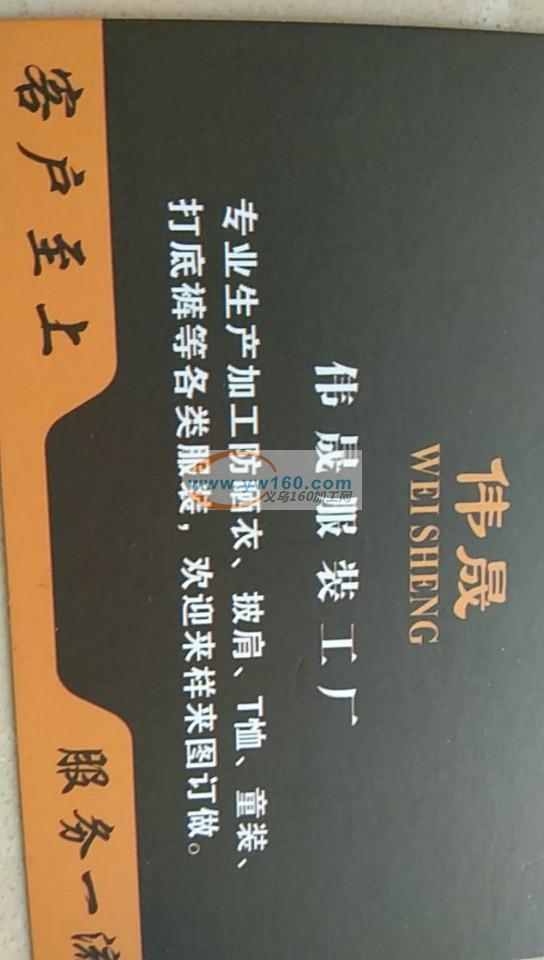 伟晟
WEI SHENG
伟晟服装工厂
专业生产加工防晒衣、披肩、T恤、童装、
打底裤等各类服装，欢迎来样来图订做。
客户至上
服务一流
www.yw160.com
义乌160加工网